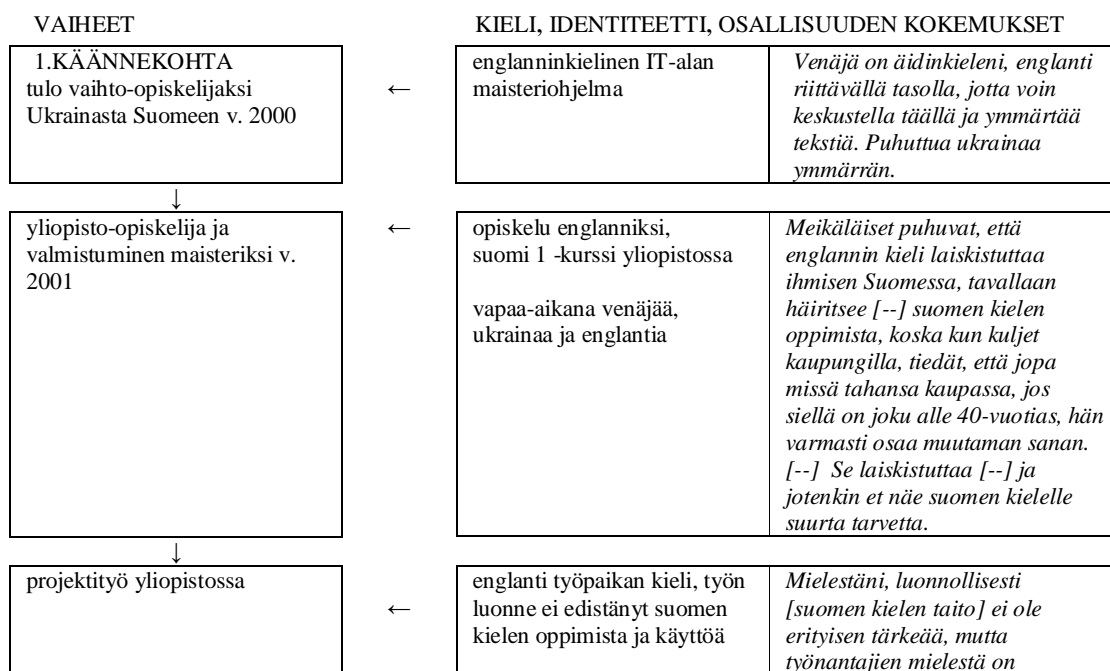 VAIHEET
KIELI, IDENTITEETTI, OSALLISUUDEN KOKEMUKSET
1.KÄÄNNEKOHTA
tulo vaihto-opiskelijaksi
Ukrainasta Suomeen v. 2000
←
englanninkielinen IT-alan
maisteriohjelma
Venäjä on äidinkieleni, englanti
riittävällä tasolla, jotta voin
keskustella täällä ja ymmärtää
tekstiä. Puhuttua ukrainaa
ymmärrän.
↓
yliopisto-opiskelija ja
valmistuminen maisteriksi v.
2001
←
opiskelu englanniksi,
suomi 1 -kurssi yliopistossa
vapaa-aikana venäjää,
ukrainaa ja englantia
Meikäläiset puhuvat, että
englannin kieli laiskistuttaa
ihmisen Suomessa, tavallaan
häiritsee [--] suomen kielen
oppimista, koska kun kuljet
kaupungilla, tiedät, että jopa
missä tahansa kaupassa, jos
siellä on joku alle 40-vuotias, hän
varmasti osaa muutaman sanan.
[--] Se laiskistuttaa [--] ja
jotenkin et näe suomen kielelle
suurta tarvetta.
↓
projektityö yliopistossa
←
englanti työpaikan kieli, työn
luonne ei edistänyt suomen
kielen oppimista ja käyttöä
Mielestäni, luonnollisesti
[suomen kielen taito] ei ole
erityisen tärkeää, mutta
työnantajien mielestä on